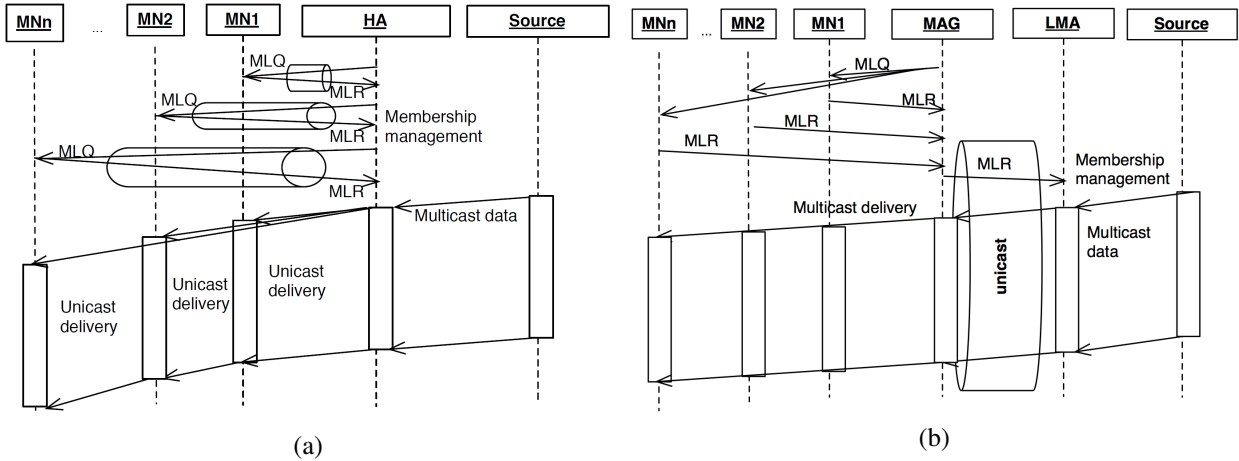 MNn ... MN2 MN1 HA Source
MLQ
MLR
MLQ
MLR
Membership
management
MLQ
MLR
Multicast data
Unicast
delivery
Unicast
delivery
Unicast
delivery
(a)
MNn ... MN2 MN1 MAG LMA Source
MLQ
MLR
MLR
MLR
MLR
Membership
management
Multicast delivery
Multicast
data
unicast
(b)